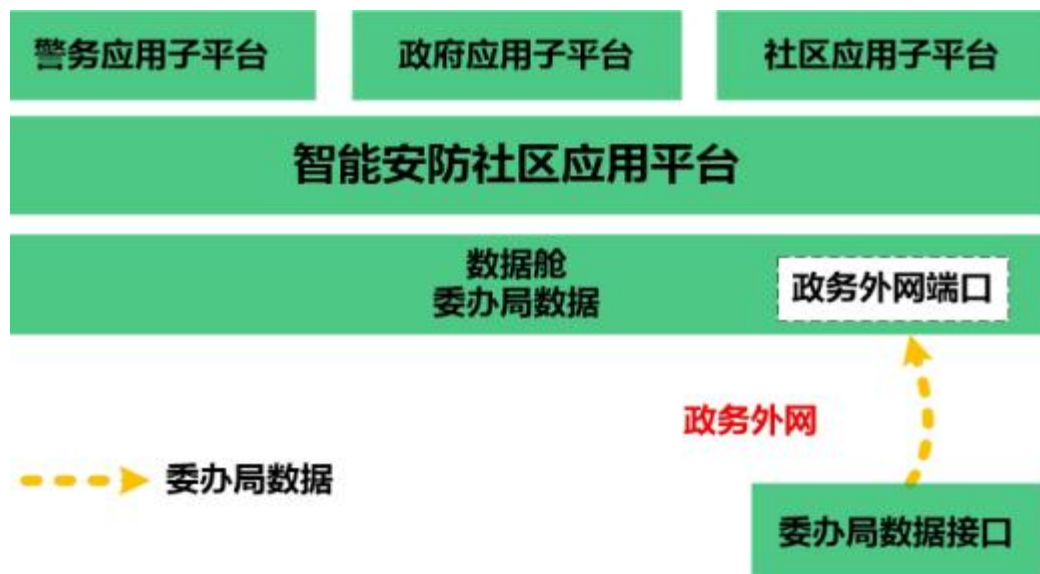 警务应用子平台
政府应用子平台
社区应用子平台
智能安防社区应用平台
数据舱
委办局数据
政务外网端口
政务外网
委办局数据
委办局数据接口